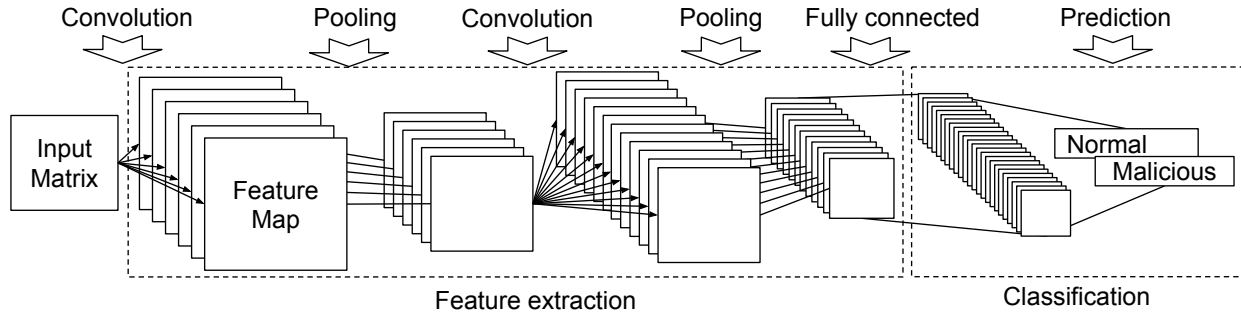 Convolution
Pooling
Convolution
Pooling
Fully connected
Prediction
Input
Matrix
Feature
Map
Normal
Malicious
Feature extraction
Classification